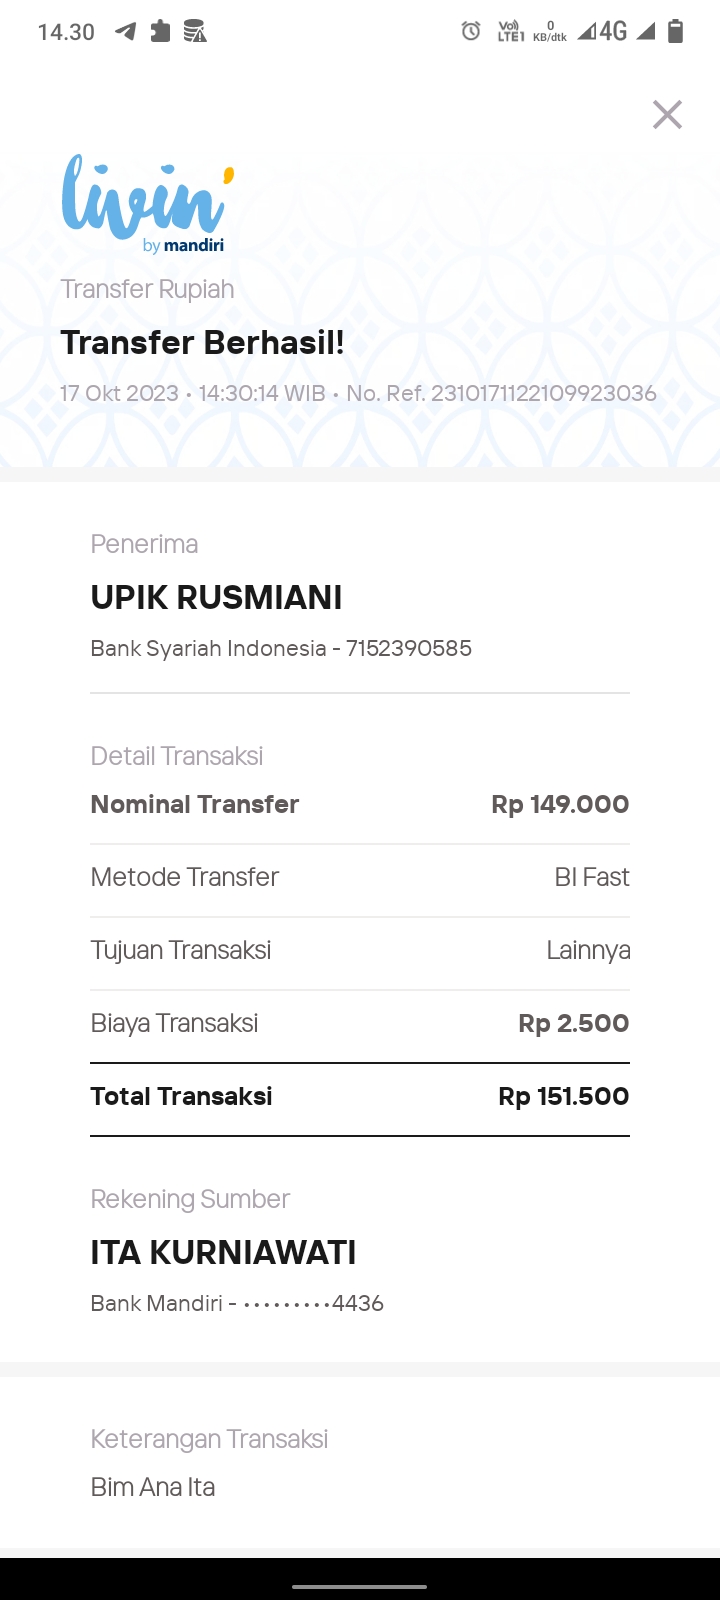 14.30 Vo)) LTE1 0 KB/dtk 4G
livin'
by mandiri
Transfer Rupiah
Transfer Berhasil!
17 Okt 2023 • 14:30:14 WIB • No. Ref. 2310171122109923036
Penerima
UPIK RUSMIANI
Bank Syariah Indonesia - 7152390585
Detail Transaksi
Nominal Transfer Rp 149.000
Metode Transfer BI Fast
Tujuan Transaksi Lainnya
Biaya Transaksi Rp 2.500
Total Transaksi Rp 151.500
Rekening Sumber
ITA KURNIAWATI
Bank Mandiri - •••••••••4436
Keterangan Transaksi
Bim Ana Ita